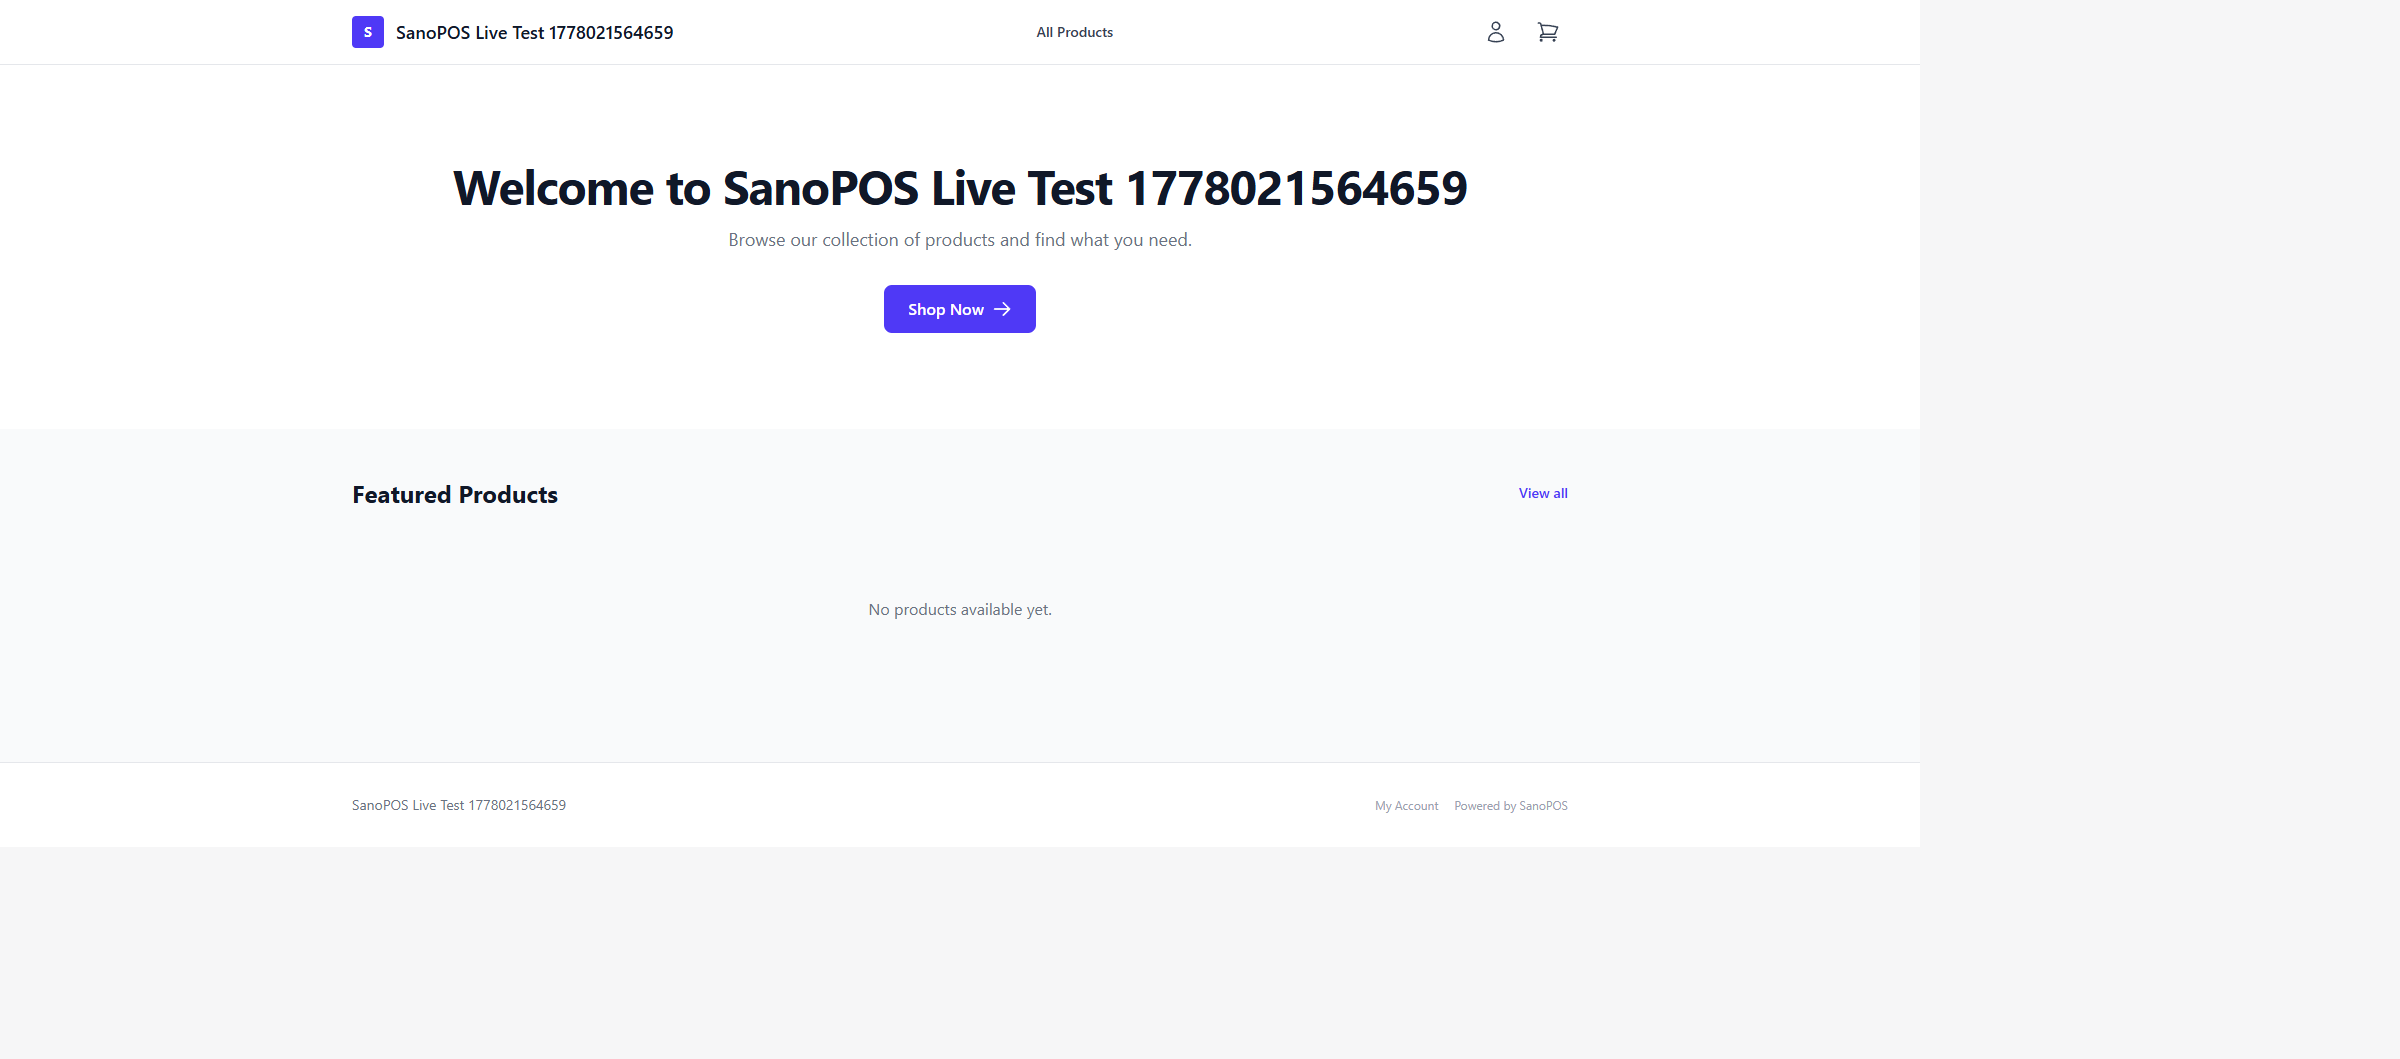 S SanoPOS Live Test 1778021564659 All Products
Welcome to SanoPOS Live Test 1778021564659
Browse our collection of products and find what you need.
Shop Now
Featured Products View all
No products available yet.
SanoPOS Live Test 1778021564659 My Account Powered by SanoPOS